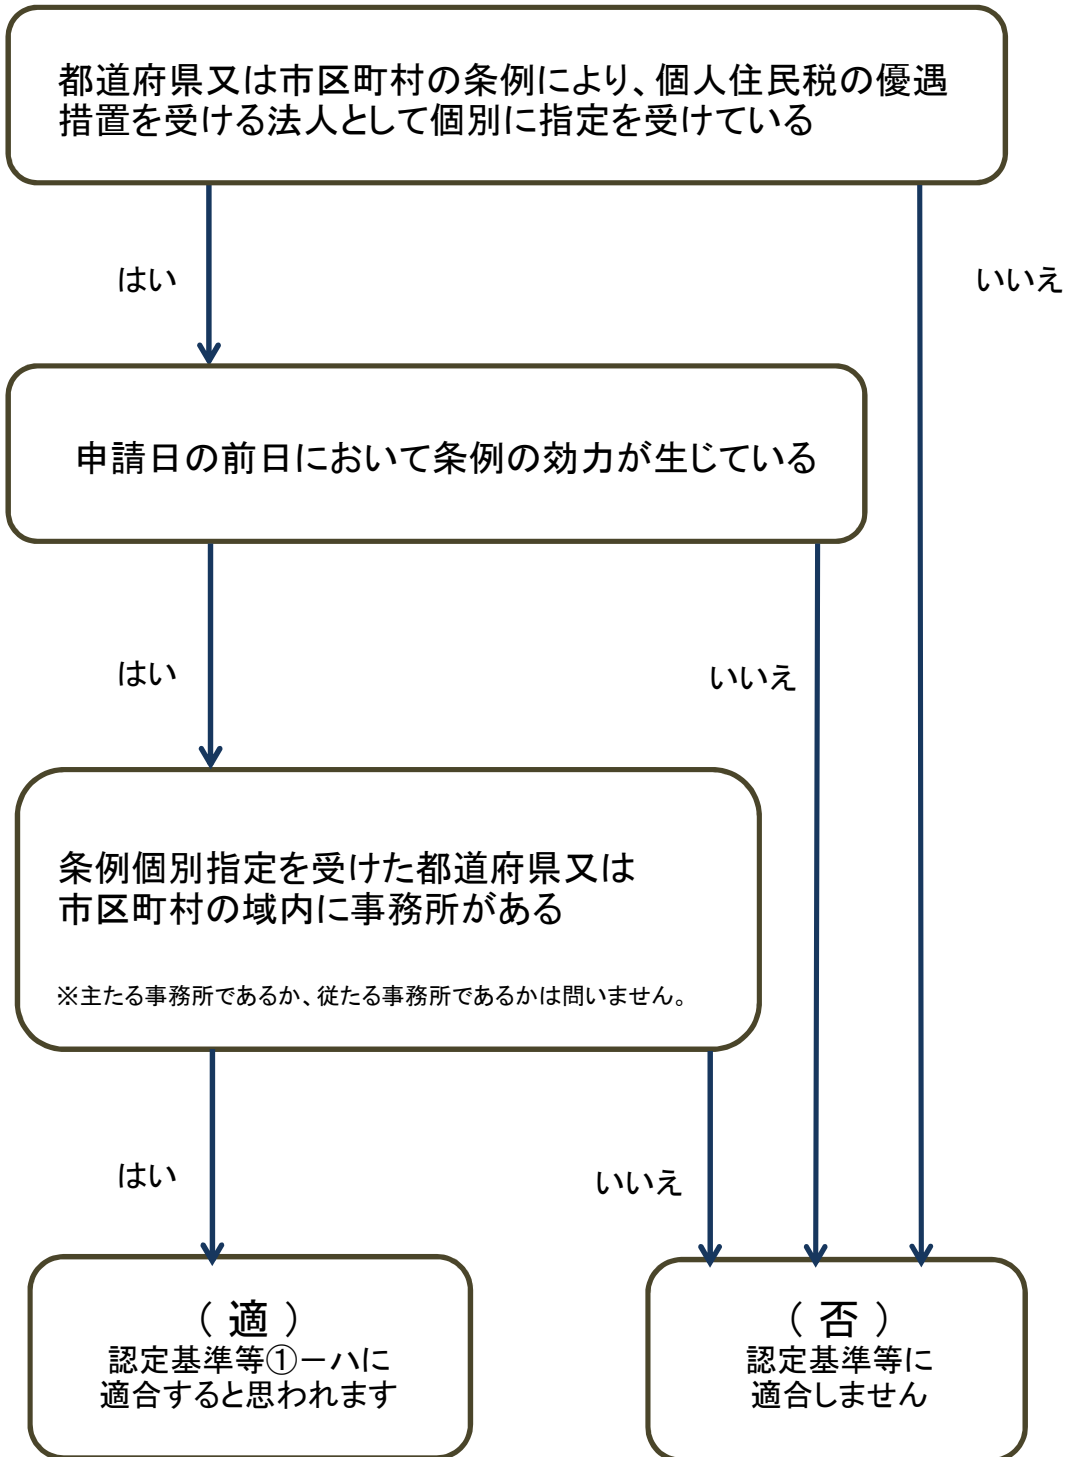 都道府県又は市区町村の条例により、個人住民税の優遇
措置を受ける法人として個別に指定を受けている
はい
いいえ
申請日の前日において条例の効力が生じている
はい
いいえ
条例個別指定を受けた都道府県又は
市区町村の域内に事務所がある
※主たる事務所であるか、従たる事務所であるかは問いません。
はい
いいえ
（ 適 ）
認定基準等①－ハに
適合すると思われます
（ 否 ）
認定基準等に
適合しません